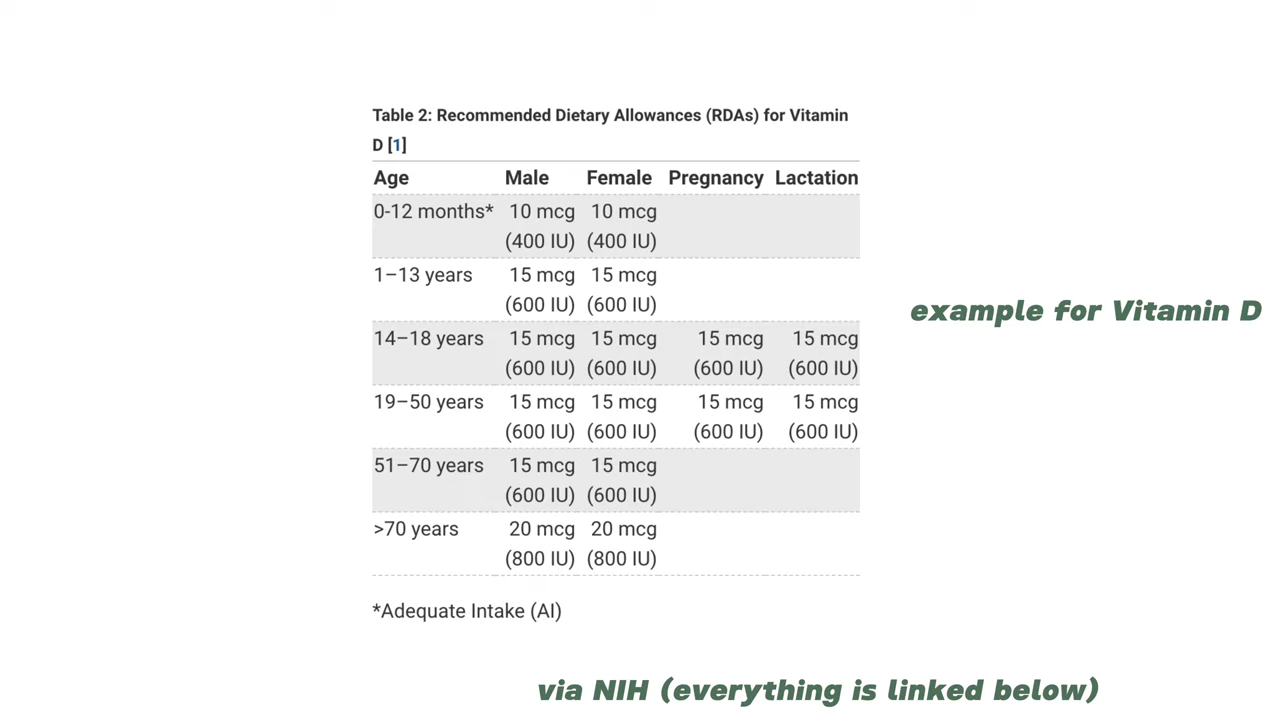 Table 2: Recommended Dietary Allowances (RDAs) for Vitamin
D [1]
Age Male Female Pregnancy Lactation
0-12 months* 10 mcg 10 mcg
(400 IU) (400 IU)
1–13 years 15 mcg 15 mcg
(600 IU) (600 IU)
example for Vitamin D
14–18 years 15 mcg 15 mcg 15 mcg 15 mcg
(600 IU) (600 IU) (600 IU) (600 IU)
19–50 years 15 mcg 15 mcg 15 mcg 15 mcg
(600 IU) (600 IU) (600 IU) (600 IU)
51–70 years 15 mcg 15 mcg
(600 IU) (600 IU)
>70 years 20 mcg 20 mcg
(800 IU) (800 IU)
*Adequate Intake (AI)
via NIH (everything is linked below)